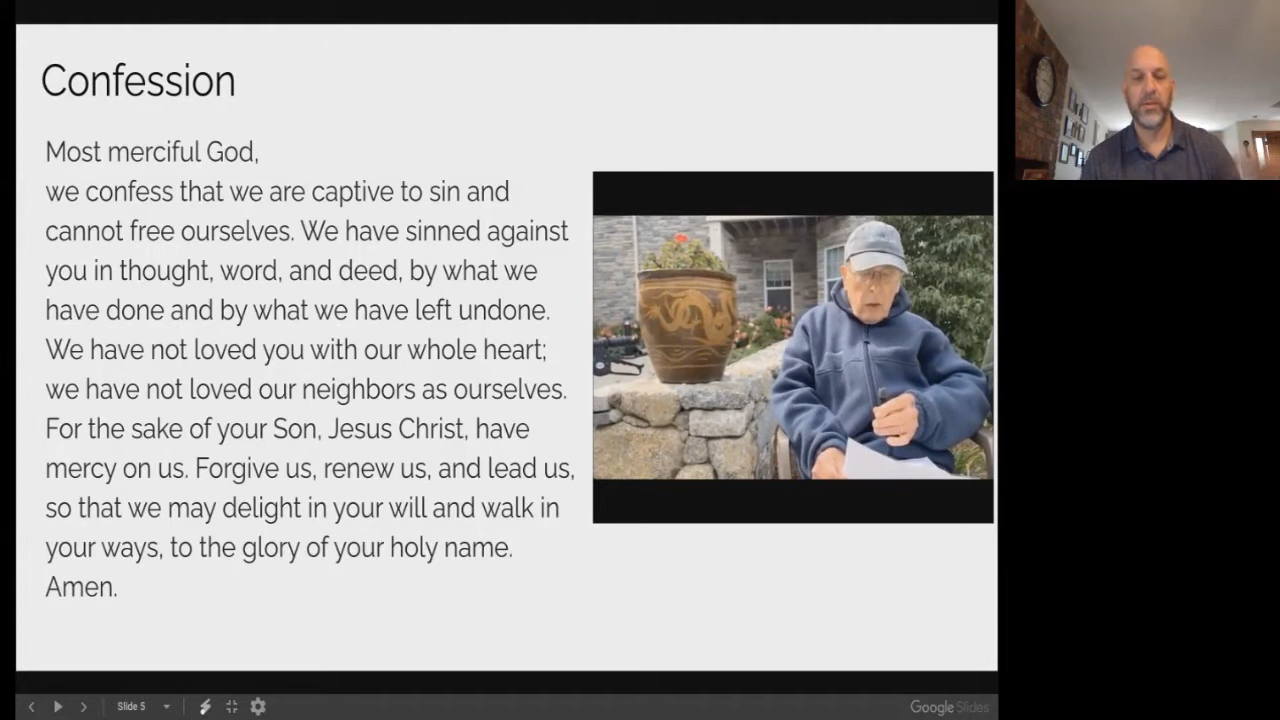 Confession
Most merciful God,
we confess that we are captive to sin and
cannot free ourselves. We have sinned against
you in thought, word, and deed, by what we
have done and by what we have left undone.
We have not loved you with our whole heart;
we have not loved our neighbors as ourselves.
For the sake of your Son, Jesus Christ, have
mercy on us. Forgive us, renew us, and lead us,
so that we may delight in your will and walk in
your ways, to the glory of your holy name.
Amen.
Slide 5
Google Slides